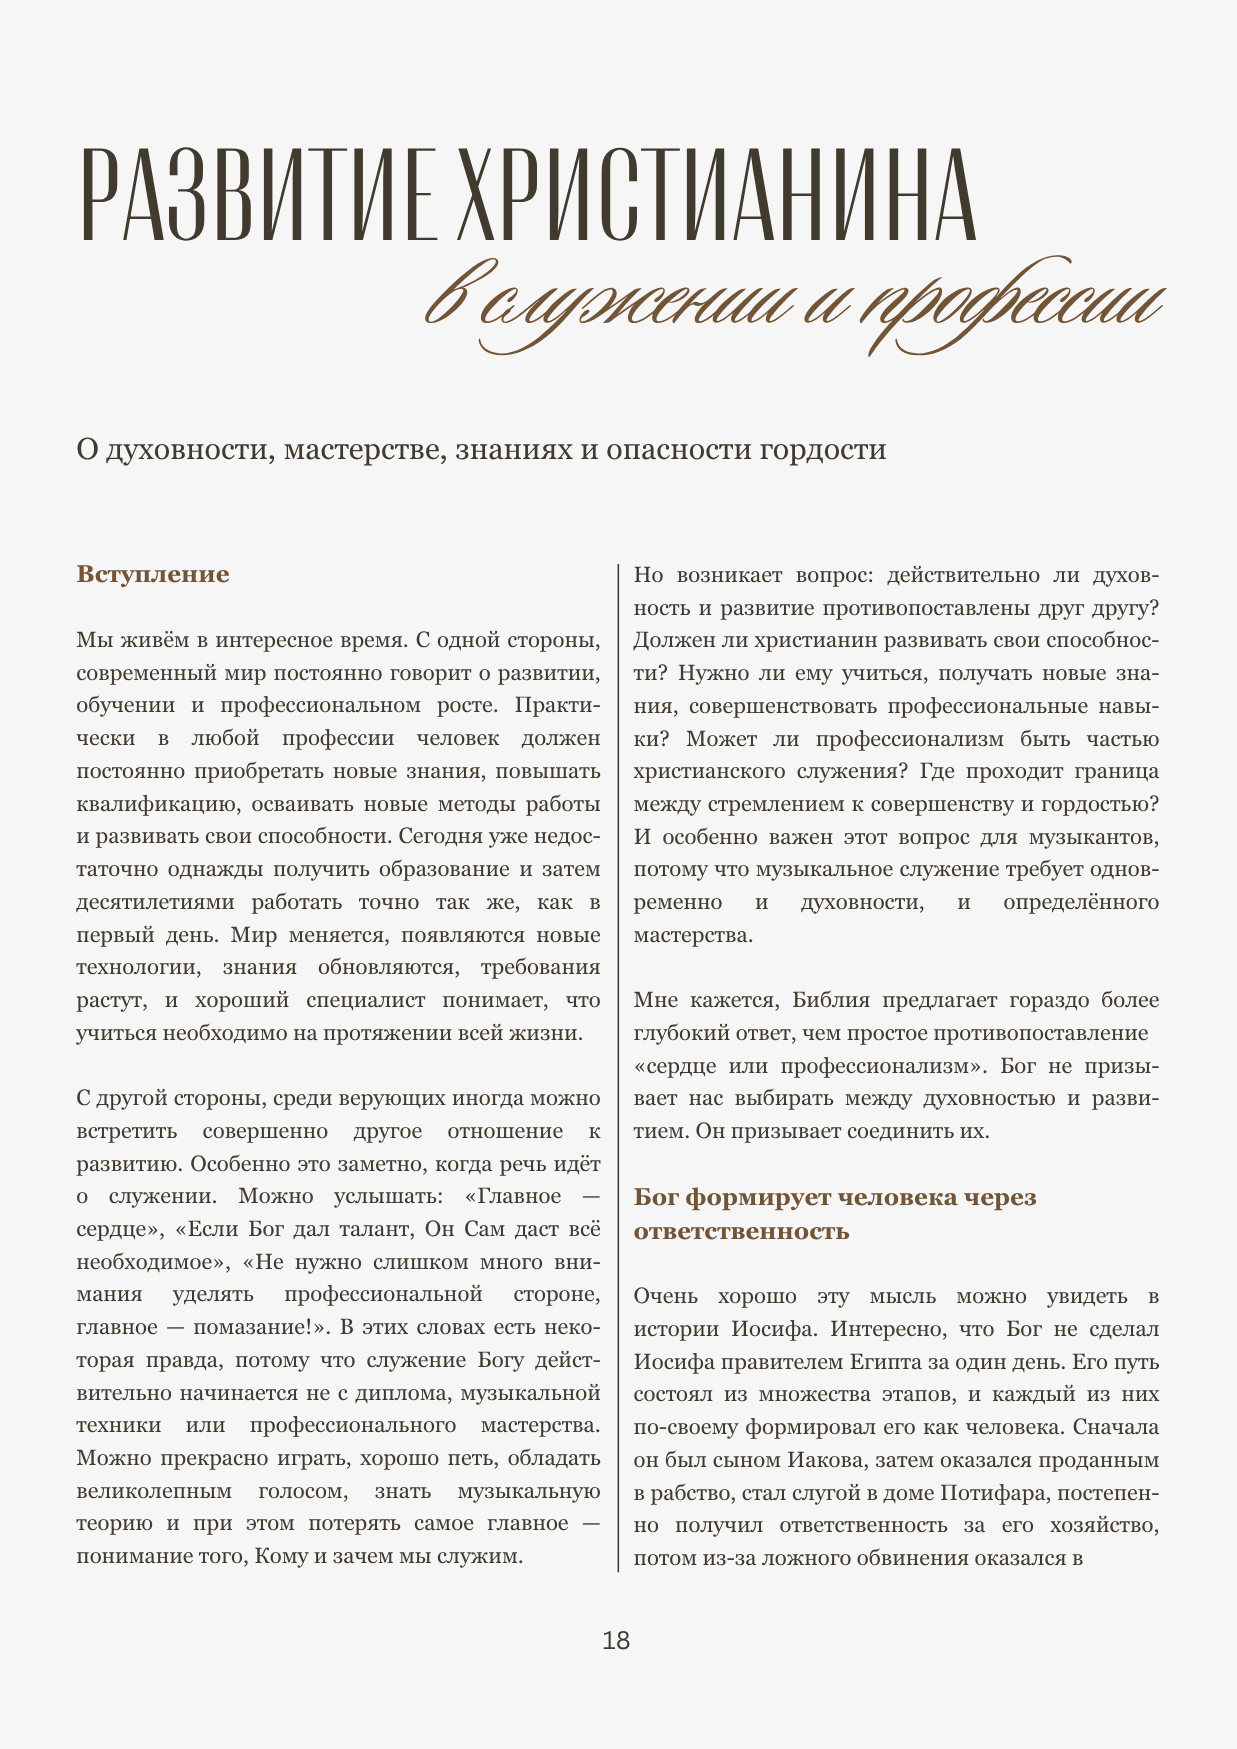 РАЗВИТИЕ ХРИСТИАНИНА
в служении и профессии
О духовности, мастерстве, знаниях и опасности гордости
Вступление
Мы живём в интересное время. С одной стороны,
современный мир постоянно говорит о развитии,
обучении и профессиональном росте. Практи-
чески в любой профессии человек должен
постоянно приобретать новые знания, повышать
квалификацию, осваивать новые методы работы
и развивать свои способности. Сегодня уже недос-
таточно однажды получить образование и затем
десятилетиями работать точно так же, как в
первый день. Мир меняется, появляются новые
технологии, знания обновляются, требования
растут, и хороший специалист понимает, что
учиться необходимо на протяжении всей жизни.
С другой стороны, среди верующих иногда можно
встретить совершенно другое отношение к
развитию. Особенно это заметно, когда речь идёт
о служении. Можно услышать: «Главное —
сердце», «Если Бог дал талант, Он Сам даст всё
необходимое», «Не нужно слишком много вни-
мания уделять профессиональной стороне,
главное — помазание!». В этих словах есть неко-
торая правда, потому что служение Богу дейст-
вительно начинается не с диплома, музыкальной
техники или профессионального мастерства.
Можно прекрасно играть, хорошо петь, обладать
великолепным голосом, знать музыкальную
теорию и при этом потерять самое главное —
понимание того, Кому и зачем мы служим.
Но возникает вопрос: действительно ли духов-
ность и развитие противопоставлены друг другу?
Должен ли христианин развивать свои способнос-
ти? Нужно ли ему учиться, получать новые зна-
ния, совершенствовать профессиональные навы-
ки? Может ли профессионализм быть частью
христианского служения? Где проходит граница
между стремлением к совершенству и гордостью?
И особенно важен этот вопрос для музыкантов,
потому что музыкальное служение требует однов-
ременно и духовности, и определённого
мастерства.
Мне кажется, Библия предлагает гораздо более
глубокий ответ, чем простое противопоставление
«сердце или профессионализм». Бог не призы-
вает нас выбирать между духовностью и разви-
тием. Он призывает соединить их.
Бог формирует человека через
ответственность
Очень хорошо эту мысль можно увидеть в
истории Иосифа. Интересно, что Бог не сделал
Иосифа правителем Египта за один день. Его путь
состоял из множества этапов, и каждый из них
по-своему формировал его как человека. Сначала
он был сыном Иакова, затем оказался проданным
в рабство, стал слугой в доме Потифара, постепен-
но получил ответственность за его хозяйство,
потом из-за ложного обвинения оказался в
18